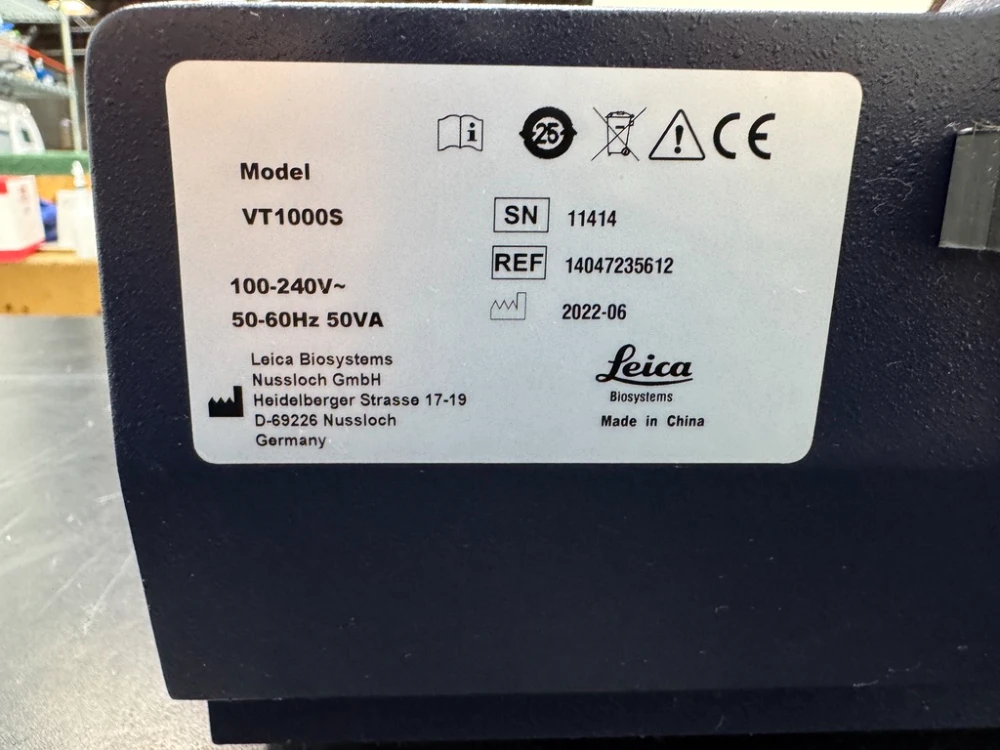 25
Model
VT1000S
SN 11414
REF 14047235612
100-240V~
50-60Hz 50VA
2022-06
Leica Biosystems
Nussloch GmbH
Heidelberger Strasse 17-19
D-69226 Nussloch
Germany
Leica
Biosystems
Made in China